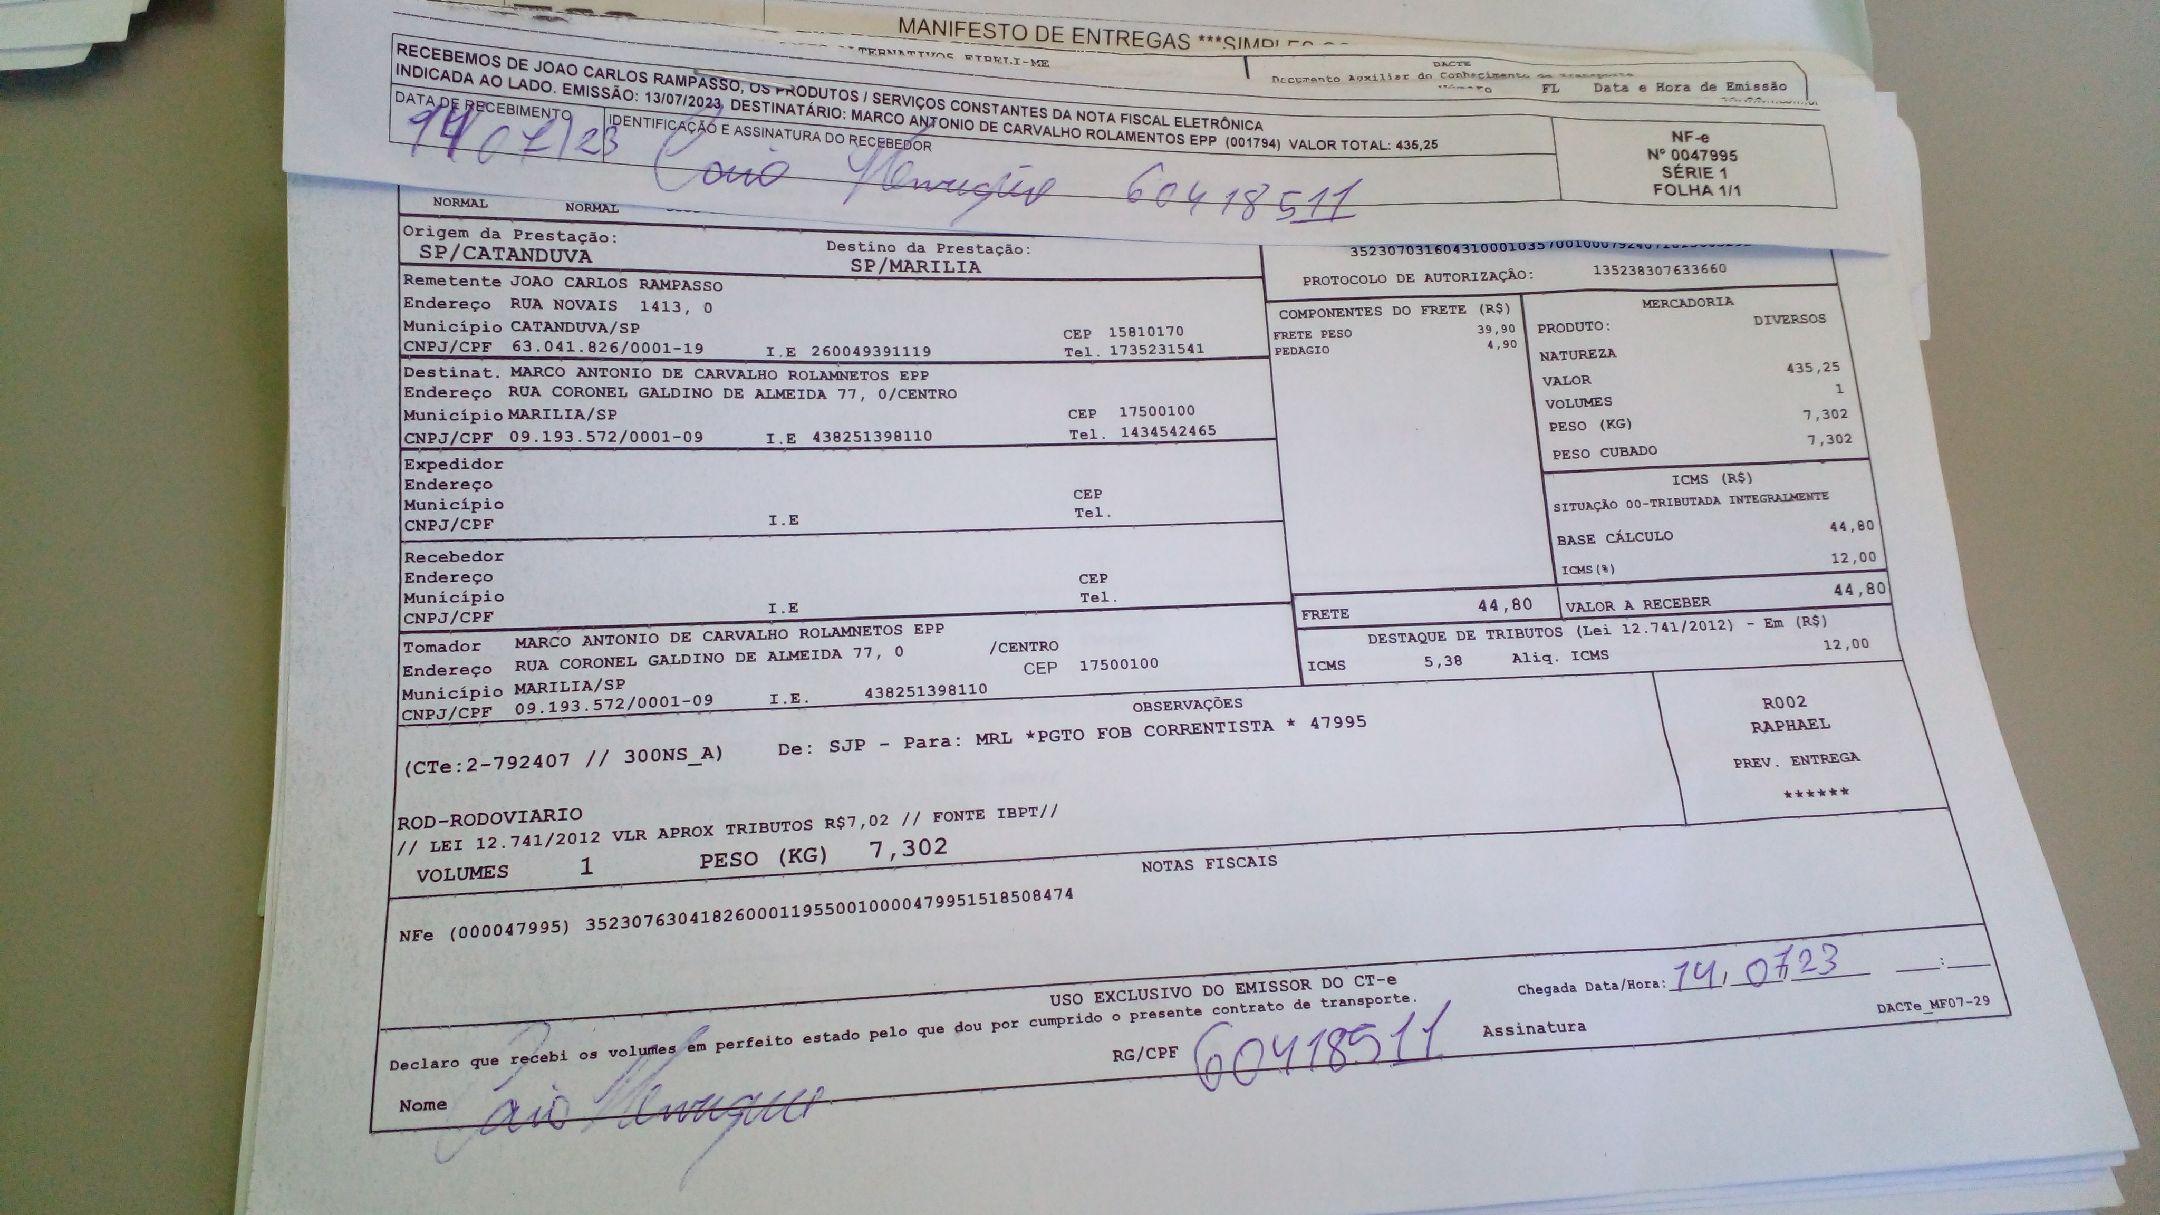 MANIFESTO DE ENTREGAS
DACTE
Documento Auxiliar do Conhecimento de Transporte
FL Data e Hora de Emissão
RECEBEMOS DE JOAO CARLOS RAMPASSO, OS PRODUTOS / SERVIÇOS CONSTANTES DA NOTA FISCAL ELETRÔNICA
INDICADA AO LADO. EMISSÃO: 13/07/2023, DESTINATÁRIO: MARCO ANTONIO DE CARVALHO ROLAMENTOS EPP (001794) VALOR TOTAL: 435,25
DATA DE RECEBIMENTO IDENTIFICAÇÃO E ASSINATURA DO RECEBEDOR
14/07/23 Caio Henrique 60418511
NF-e
Nº 0047995
SÉRIE 1
FOLHA 1/1
NORMAL NORMAL
Origem da Prestação: Destino da Prestação:
SP/CATANDUVA SP/MARILIA
PROTOCOLO DE AUTORIZAÇÃO: 135238307633660
Remetente JOAO CARLOS RAMPASSO
Endereço RUA NOVAIS 1413, 0
Município CATANDUVA/SP CEP 15810170
CNPJ/CPF 63.041.826/0001-19 I.E 260049391119 Tel. 1735231541
Destinat. MARCO ANTONIO DE CARVALHO ROLAMNETOS EPP
Endereço RUA CORONEL GALDINO DE ALMEIDA 77, 0/CENTRO
Município MARILIA/SP CEP 17500100
CNPJ/CPF 09.193.572/0001-09 I.E 438251398110 Tel. 1434542465
Expedidor
Endereço
Município CEP
CNPJ/CPF I.E Tel.
Recebedor
Endereço CEP
Município Tel.
CNPJ/CPF I.E
Tomador MARCO ANTONIO DE CARVALHO ROLAMNETOS EPP
Endereço RUA CORONEL GALDINO DE ALMEIDA 77, 0 /CENTRO
Município MARILIA/SP CEP 17500100
CNPJ/CPF 09.193.572/0001-09 I.E. 438251398110
COMPONENTES DO FRETE (R$)
FRETE PESO 39,90
PEDAGIO 4,90
MERCADORIA
PRODUTO: DIVERSOS
NATUREZA
VALOR 435,25
VOLUMES 1
PESO (KG) 7,302
PESO CUBADO 7,302
ICMS (R$)
SITUAÇÃO 00-TRIBUTADA INTEGRALMENTE
BASE CÁLCULO 44,80
ICMS(%) 12,00
FRETE 44,80 VALOR A RECEBER 44,80
DESTAQUE DE TRIBUTOS (Lei 12.741/2012) - Em (R$)
ICMS 5,38 Aliq. ICMS 12,00
OBSERVAÇÕES
(CTe:2-792407 // 300NS_A) De: SJP - Para: MRL *PGTO FOB CORRENTISTA * 47995
R002
RAPHAEL
PREV. ENTREGA
******
ROD-RODOVIARIO
// LEI 12.741/2012 VLR APROX TRIBUTOS R$7,02 // FONTE IBPT//
VOLUMES 1 PESO (KG) 7,302
NOTAS FISCAIS
NFe (000047995) 35230763041826000119550010000479951518508474
USO EXCLUSIVO DO EMISSOR DO CT-e
Declaro que recebi os volumes em perfeito estado pelo que dou por cumprido o presente contrato de transporte.
Chegada Data/Hora: 14, 07 23 __:__
Nome Caio Henrique RG/CPF 60418511 Assinatura
DACTe_MF07-29